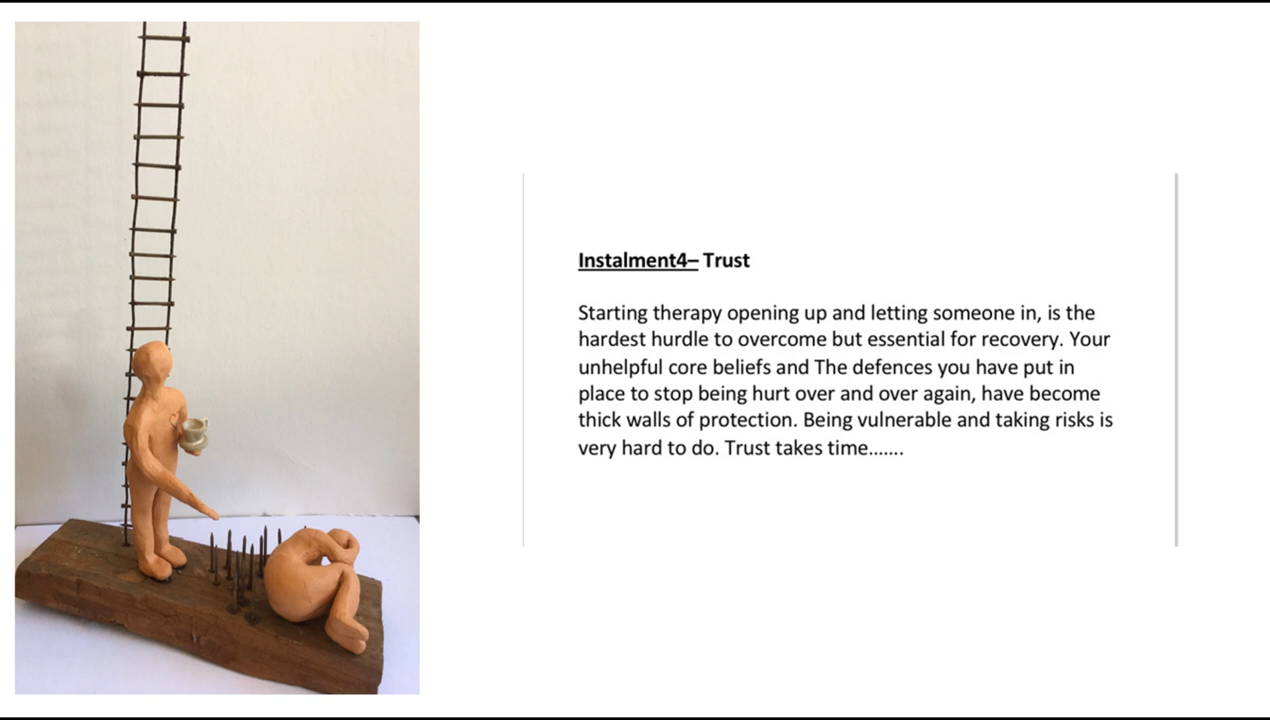 Instalment4– Trust
Starting therapy opening up and letting someone in, is the
hardest hurdle to overcome but essential for recovery. Your
unhelpful core beliefs and The defences you have put in
place to stop being hurt over and over again, have become
thick walls of protection. Being vulnerable and taking risks is
very hard to do. Trust takes time.......